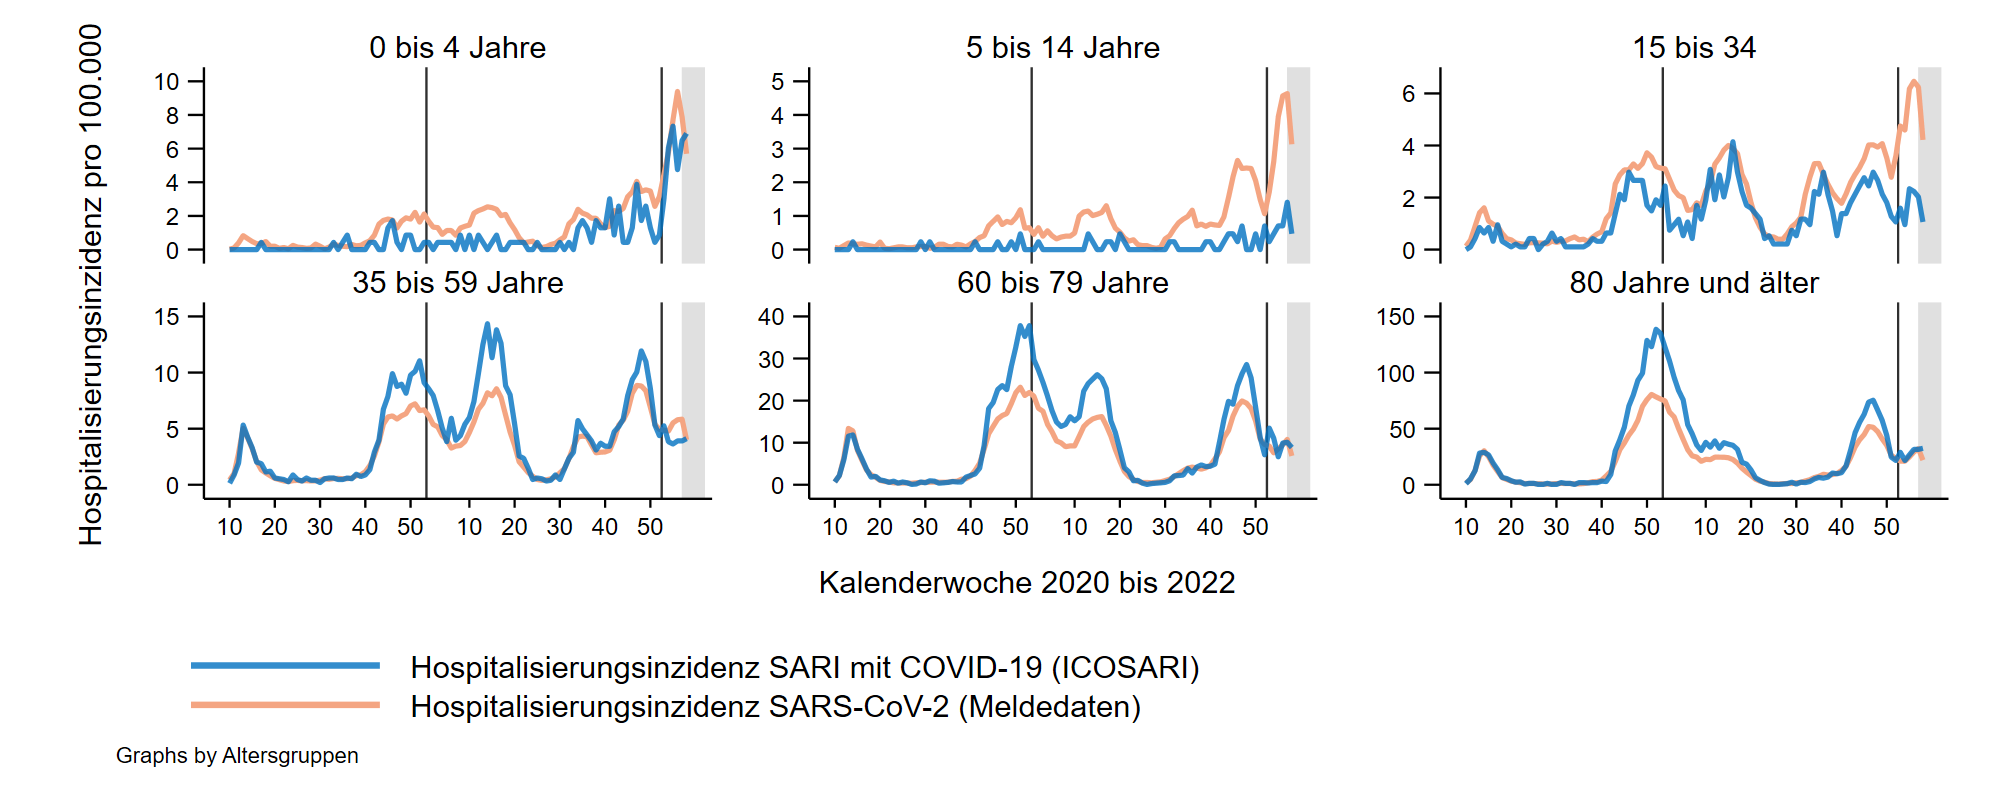 Hospitalisierungsinzidenz pro 100.000
0 bis 4 Jahre
10
8
6
4
2
0
5 bis 14 Jahre
5
4
3
2
1
0
15 bis 34
6
4
2
0
35 bis 59 Jahre
15
10
5
0
10 20 30 40 50 10 20 30 40 50
60 bis 79 Jahre
40
30
20
10
0
10 20 30 40 50 10 20 30 40 50
80 Jahre und älter
150
100
50
0
10 20 30 40 50 10 20 30 40 50
Kalenderwoche 2020 bis 2022
Hospitalisierungsinzidenz SARI mit COVID-19 (ICOSARI)
Hospitalisierungsinzidenz SARS-CoV-2 (Meldedaten)
Graphs by Altersgruppen